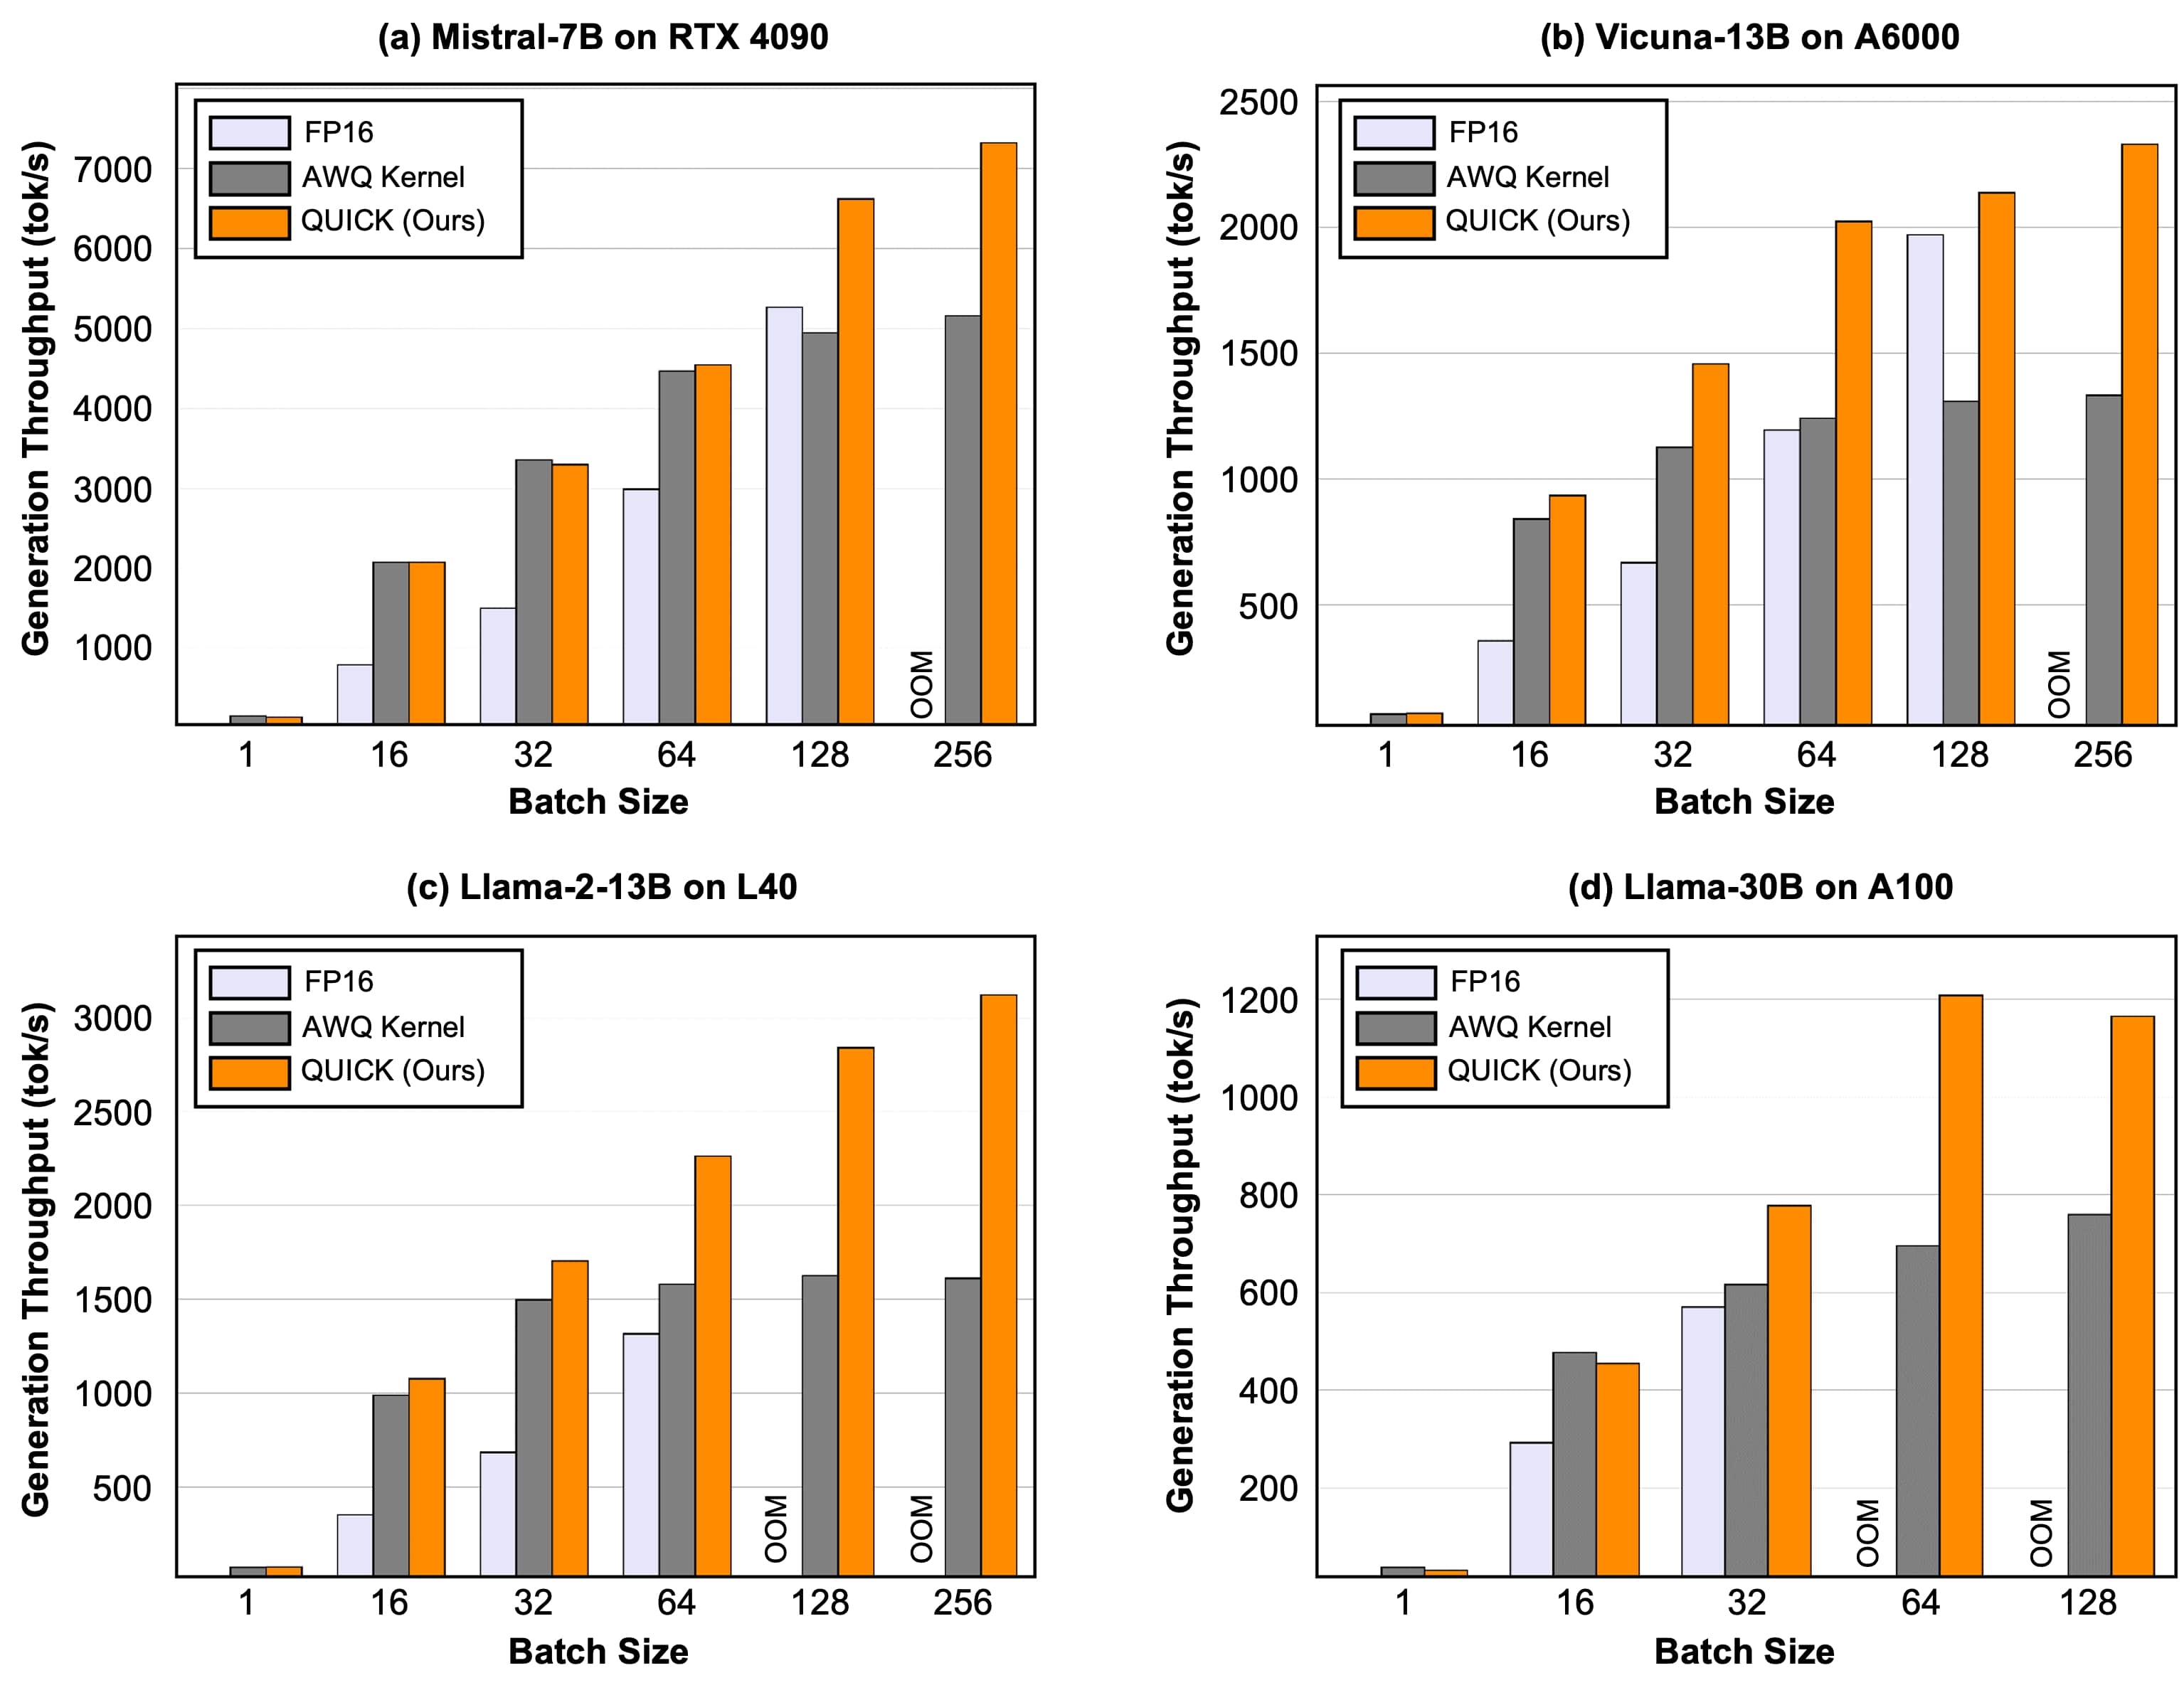 (a) Mistral-7B on RTX 4090
Generation Throughput (tok/s)
7000
6000
5000
4000
3000
2000
1000
FP16
AWQ Kernel
QUICK (Ours)
OOM
1 16 32 64 128 256
Batch Size
(b) Vicuna-13B on A6000
Generation Throughput (tok/s)
2500
2000
1500
1000
500
FP16
AWQ Kernel
QUICK (Ours)
OOM
1 16 32 64 128 256
Batch Size
(c) Llama-2-13B on L40
Generation Throughput (tok/s)
3000
2500
2000
1500
1000
500
FP16
AWQ Kernel
QUICK (Ours)
OOM
OOM
1 16 32 64 128 256
Batch Size
(d) Llama-30B on A100
Generation Throughput (tok/s)
1200
1000
800
600
400
200
FP16
AWQ Kernel
QUICK (Ours)
OOM
OOM
1 16 32 64 128
Batch Size